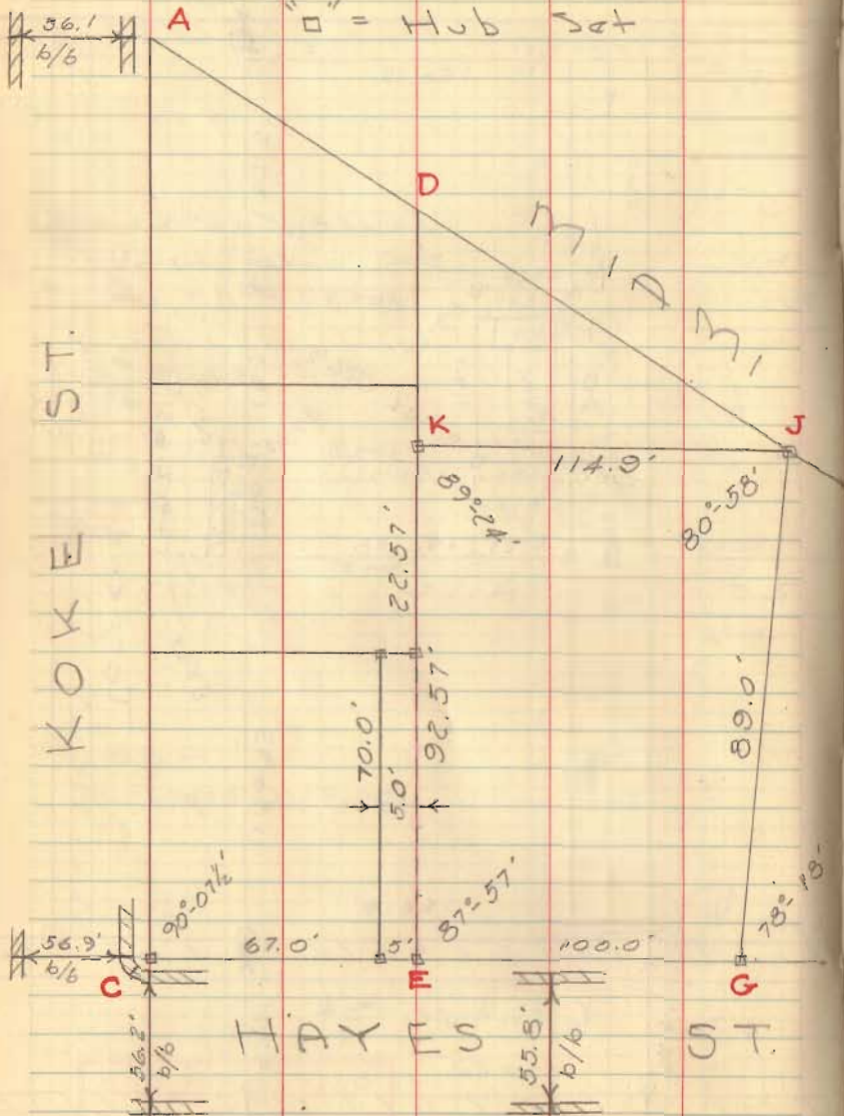 "□" = Hub Set
56.1
b/b
A
D
K
J
114.9'
89°-24'
80°-58'
KOKE ST.
22.57'
92.57'
70.0'
5.0'
89.0'
90°-07½'
87°-57'
78°-18'
56.9'
b/b
67.0'
5'
100.0'
C
E
G
56.2'
b/b
55.8'
b/b
ST.